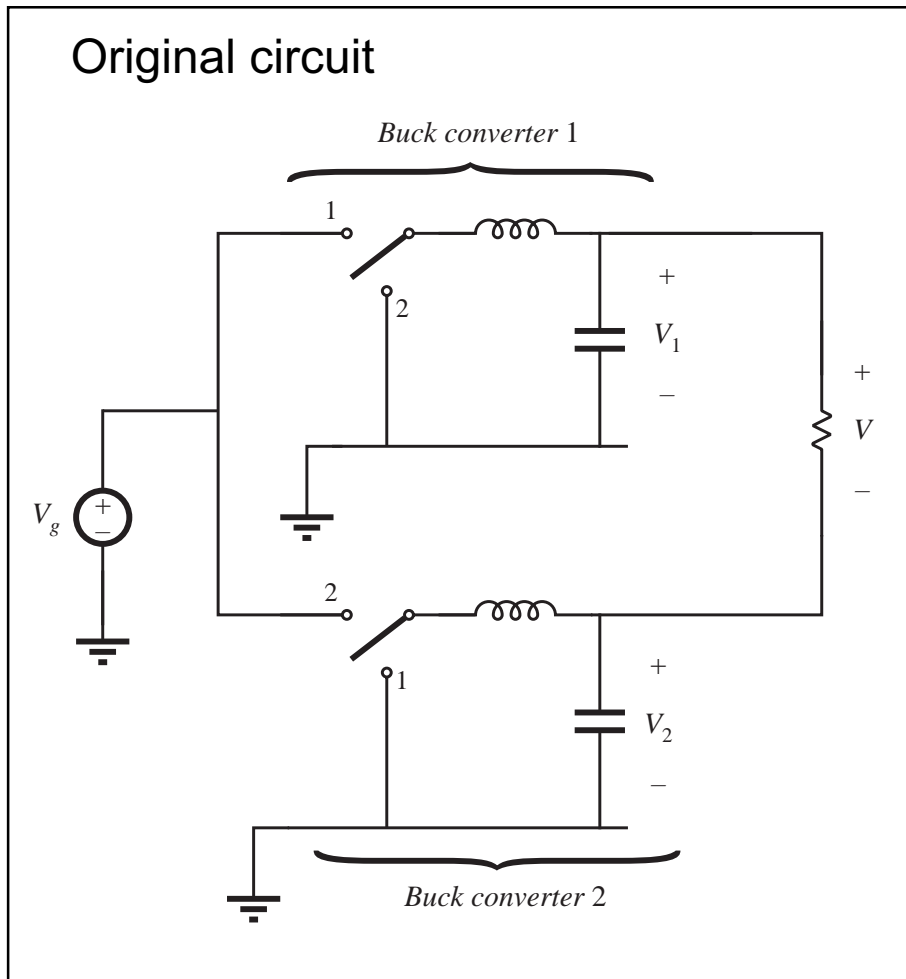 Original circuit
Buck converter 1
1
2
+
V1
–
+
V
–
Vg
+
–
2
1
+
V2
–
Buck converter 2